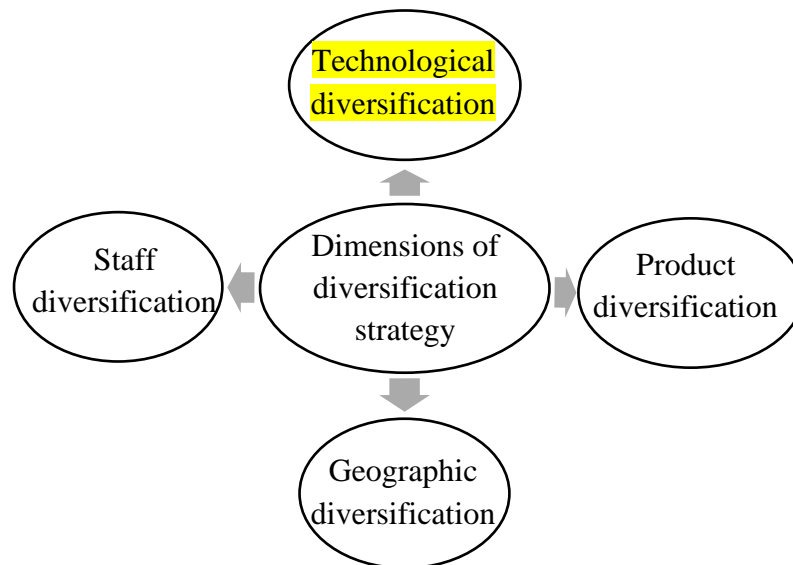 Technological
diversification
Staff
diversification
Dimensions of
diversification
strategy
Product
diversification
Geographic
diversification